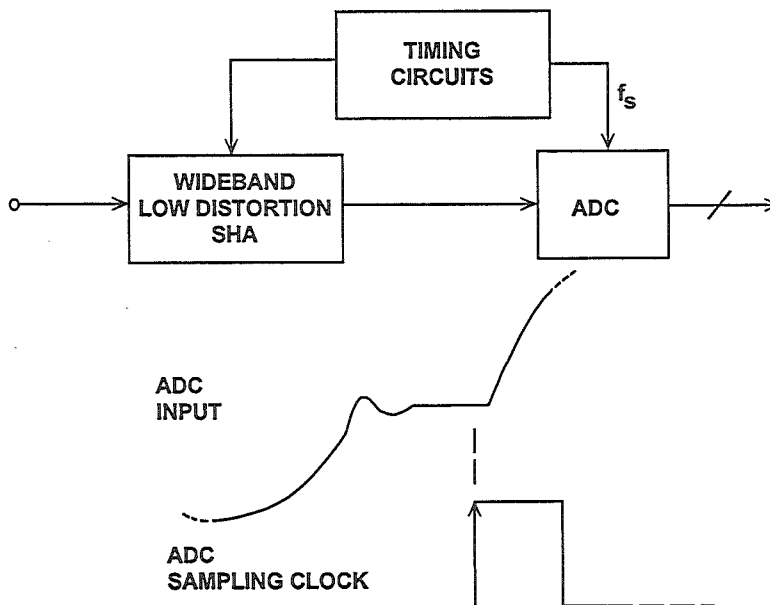 TIMING
CIRCUITS
fs
WIDEBAND
LOW DISTORTION
SHA
ADC
ADC
INPUT
ADC
SAMPLING CLOCK